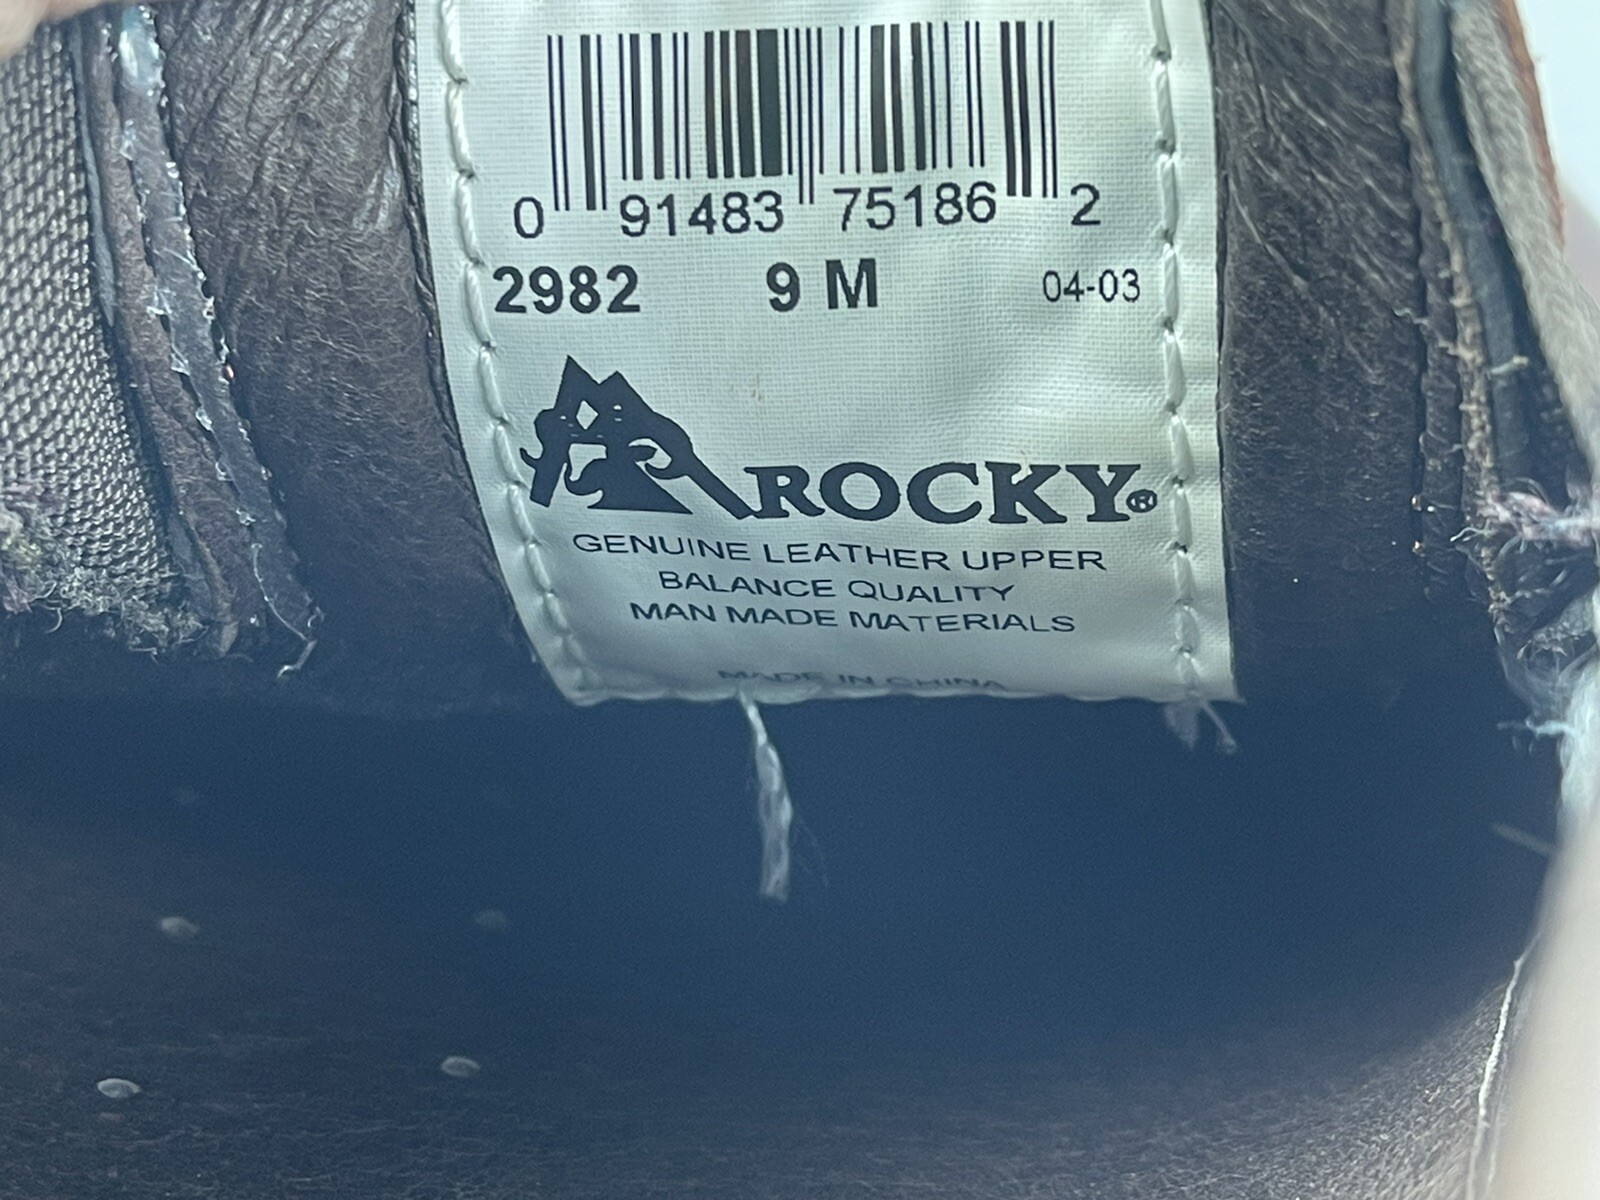 0 91483 75186 2
2982 9 M 04-03
ROCKY®
GENUINE LEATHER UPPER
BALANCE QUALITY
MAN MADE MATERIALS
MADE IN CHINA